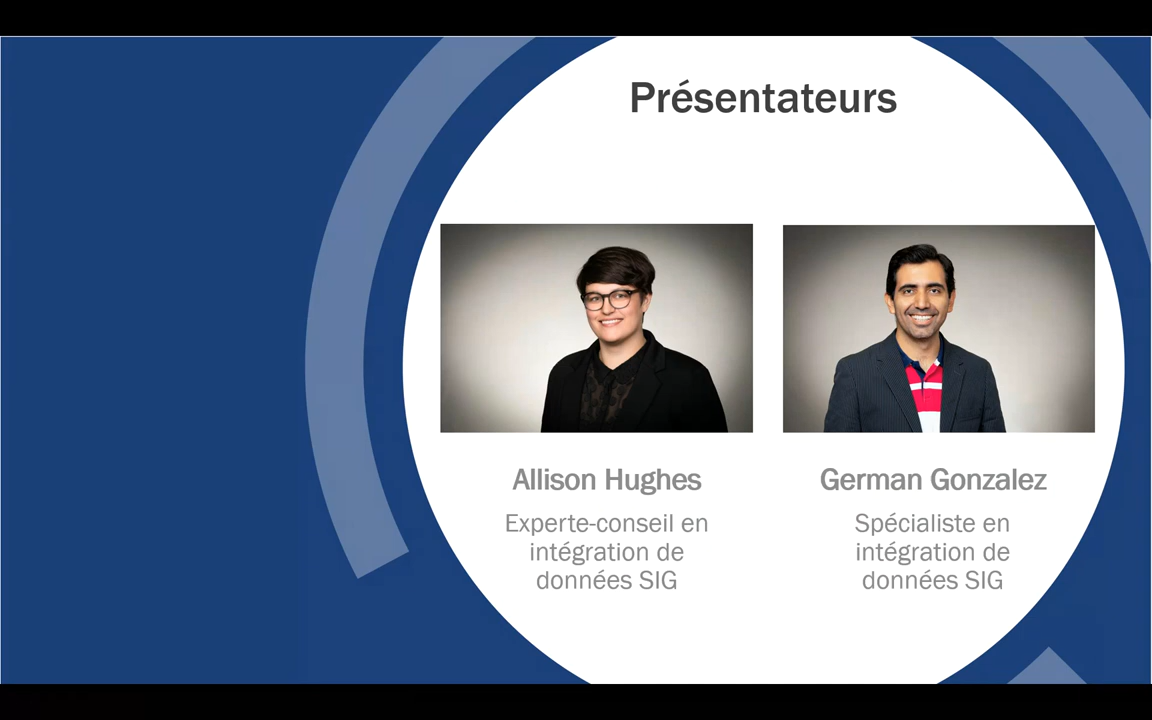 Présentateurs
Allison Hughes
Experte-conseil en
intégration de
données SIG
German Gonzalez
Spécialiste en
intégration de
données SIG